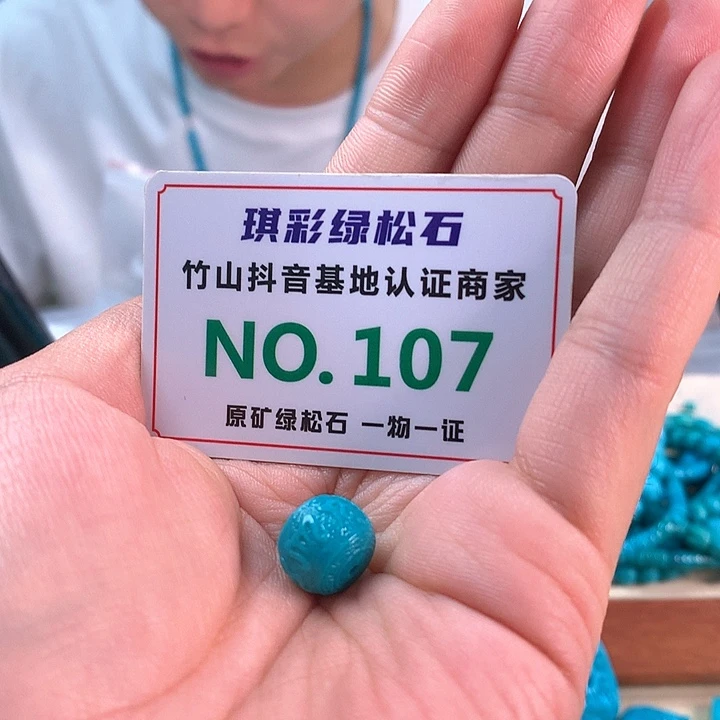 琪彩绿松石
竹山抖音基地认证商家
NO.107
原矿绿松石 一物一证